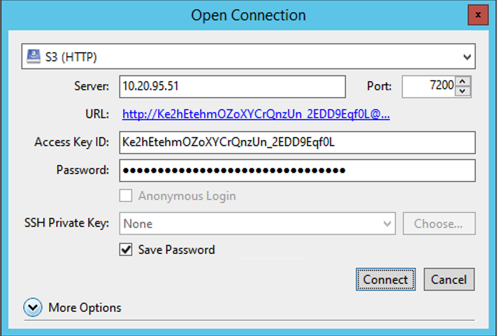 Open Connection
x
S3 (HTTP)
Server: 10.20.95.51 Port: 7200
URL: http://Ke2hEtehmOZoXYCrQnzUn_2EDD9Eqf0L@...
Access Key ID: Ke2hEtehmOZoXYCrQnzUn_2EDD9Eqf0L
Password: ●●●●●●●●●●●●●●●●●●●●●●●●●●●●●●●●
Anonymous Login
SSH Private Key: None Choose...
Save Password
Connect Cancel
More Options